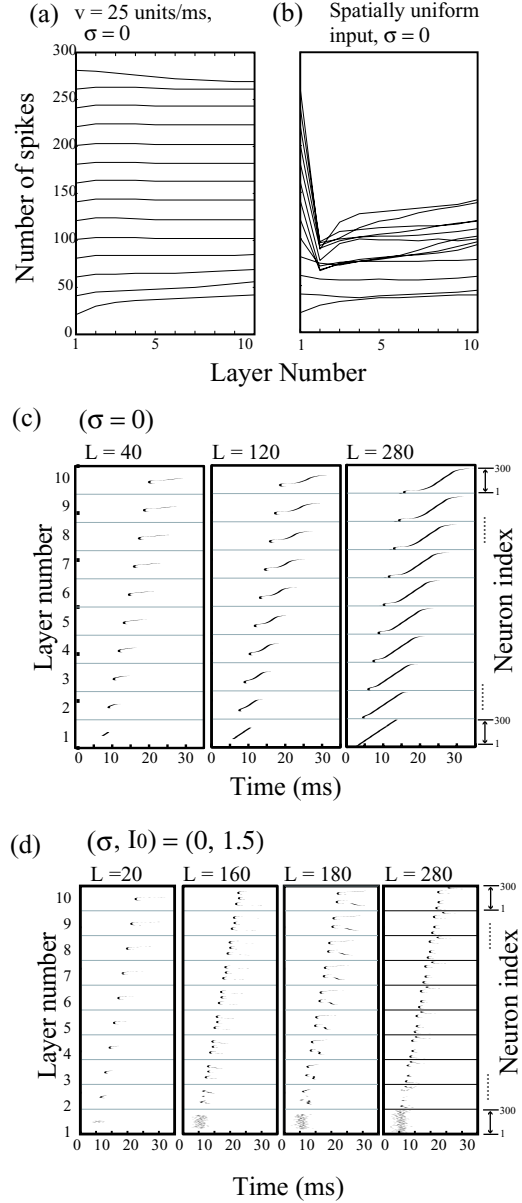 (a) v = 25 units/ms, σ = 0
(b) Spatially uniform input, σ = 0
Number of spikes
300
250
200
150
100
50
0
1 5 10
1 5 10
Layer Number
(c) (σ = 0)
L = 40 L = 120 L = 280
Layer number
10
9
8
7
6
5
4
3
2
1
300
1
Neuron index
300
1
0 10 20 30 0 10 20 30 0 10 20 30
Time (ms)
(d) (σ, I0) = (0, 1.5)
L =20 L = 160 L = 180 L = 280
Layer number
10
9
8
7
6
5
4
3
2
1
300
1
Neuron index
300
1
0 10 20 30 0 10 20 30 0 10 20 30 0 10 20 30
Time (ms)